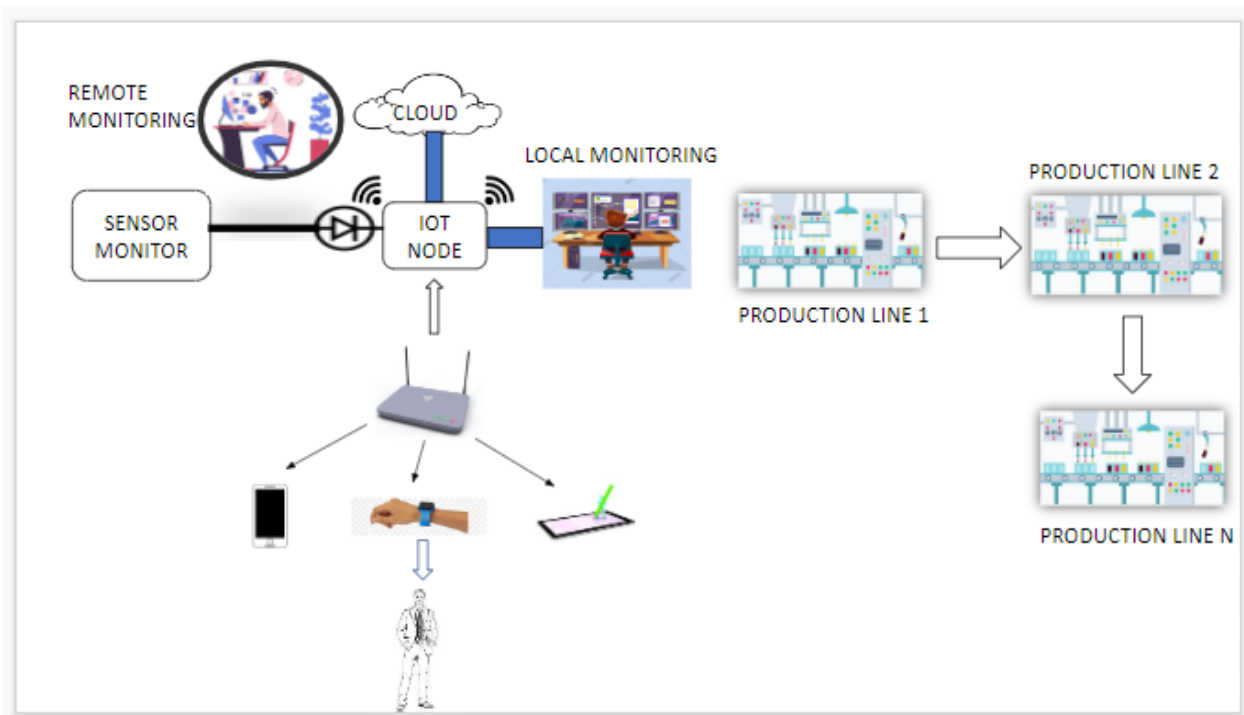 REMOTE
MONITORING
CLOUD
LOCAL MONITORING
SENSOR
MONITOR
IOT
NODE
PRODUCTION LINE 1
PRODUCTION LINE 2
PRODUCTION LINE N